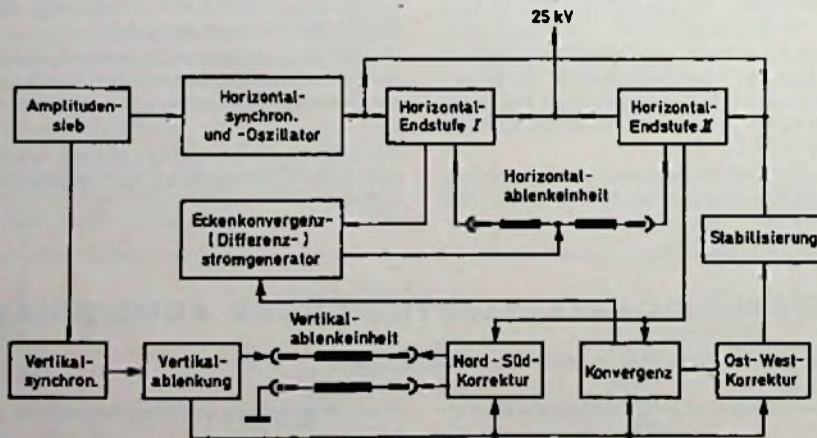 25 kV
Amplituden-
sieb
Horizontal-
synchron.
und -Oszillator
Horizontal-
Endstufe I
Horizontal-
Endstufe II
Horizontal-
ablenkeinheit
Eckenkonvergenz-
(Differenz-)
stromgenerator
Stabilisierung
Vertikal-
ablenkeinheit
Vertikal-
synchron.
Vertikal-
ablenkung
Nord-Süd-
Korrektur
Konvergenz
Ost-West-
Korrektur